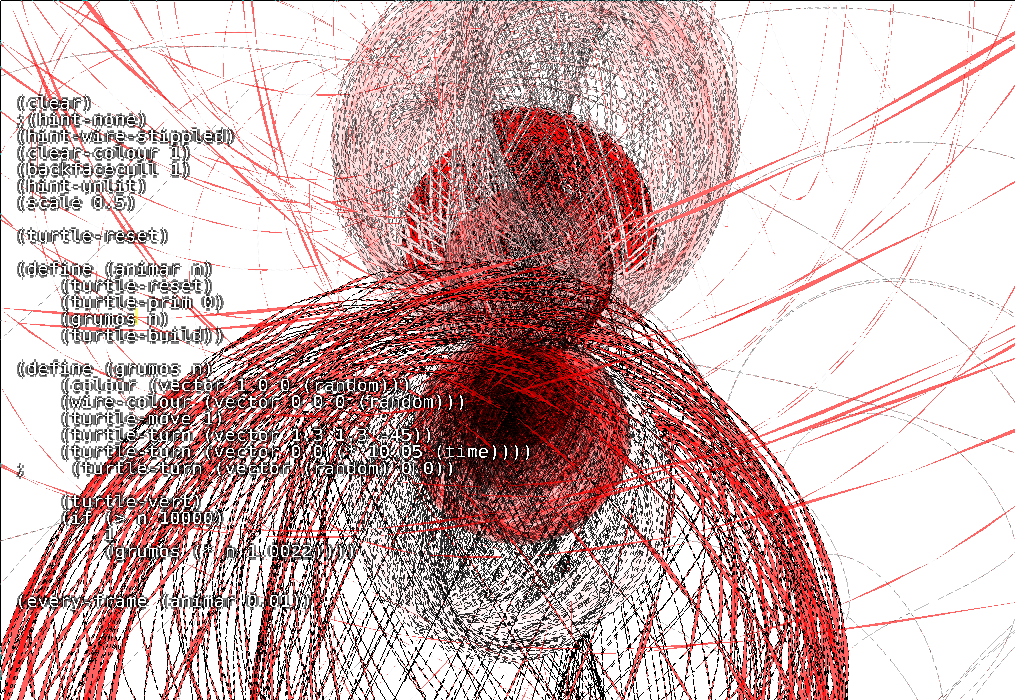 (clear)
;(hint-none)
(hint-wire-stippled)
(clear-colour 1)
(backfacecull 1)
(hint-unlit)
(scale 0.5)
(turtle-reset)
(define (animar n)
(turtle-reset)
(turtle-prim 0)
(grumos n)
(turtle-build))
(define (grumos n)
(colour (vector 1 0 0 (random)))
(wire-colour (vector 0 0 0 (random)))
(turtle-move 1)
(turtle-turn (vector 1.3 1.3 -45))
(turtle-turn (vector 0 0 (* 10.05 (time))))
; (turtle-turn (vector (random) 0 0))
(turtle-vert)
(if (> n 10000)
1
(grumos (* n 1.0022))))
(every-frame (animar 0.01))